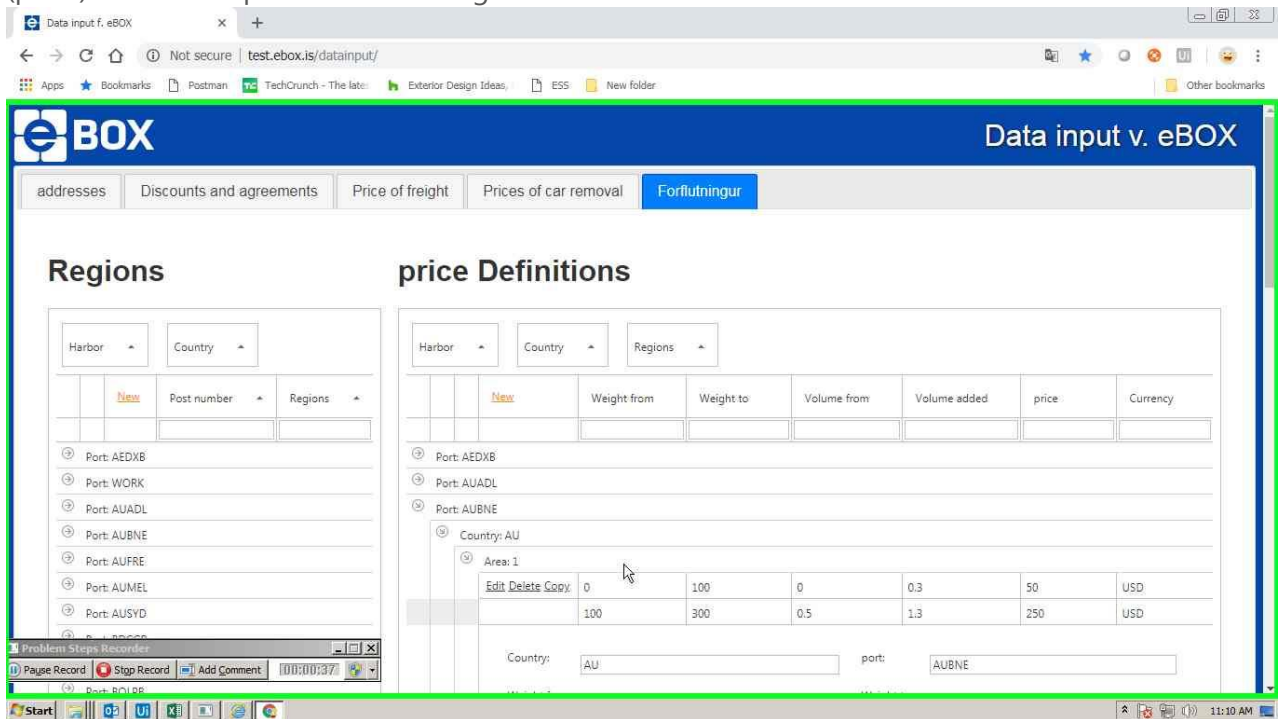 Data input f. eBOX
Not secure | test.ebox.is/datainput/
Apps Bookmarks Postman TechCrunch - The late Exterior Design Ideas, ESS New folder Other bookmarks
eBOX
Data input v. eBOX
addresses Discounts and agreements Price of freight Prices of car removal Forflutningur
Regions price Definitions
Harbor Country Harbor Country Regions
New Post number Regions New Weight from Weight to Volume from Volume added price Currency
Port: AEDXB Port: AEDXB
Port: WORK Port: AUADL
Port: AUADL Port: AUBNE
Port: AUBNE Country: AU
Port: AUFRE Area: 1
Port: AUMEL Edit Delete Copy 0 100 0 0.3 50 USD
Port: AUSYD 100 300 0.5 1.3 250 USD
Problem Steps Recorder
Country: AU port: AUBNE
Pause Record Stop Record Add Comment 00:00:37
Start 11:10 AM